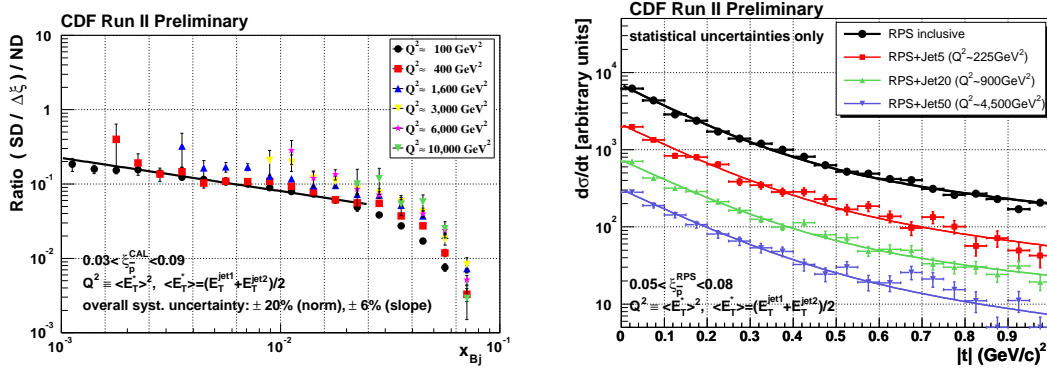 CDF Run II Preliminary
Ratio ( SD / Δξ ) / ND
10
1
10⁻¹
10⁻²
10⁻³
Q² ≈ 100 GeV²
Q² ≈ 400 GeV²
Q² ≈ 1,600 GeV²
Q² ≈ 3,000 GeV²
Q² ≈ 6,000 GeV²
Q² ≈ 10,000 GeV²
0.03< ξ_p̄^CAL <0.09
Q² ≡ <E_T^*>², <E_T^*>=(E_T^jet1+E_T^jet2)/2
overall syst. uncertainty: ± 20% (norm), ± 6% (slope)
10⁻³ 10⁻² 10⁻¹
x_Bj
CDF Run II Preliminary
statistical uncertainties only
RPS inclusive
RPS+Jet5 (Q²~225GeV²)
RPS+Jet20 (Q²~900GeV²)
RPS+Jet50 (Q²~4,500GeV²)
dσ/dt [arbitrary units]
10⁴
10³
10²
10
0.05< ξ_p̄^RPS <0.08
Q² ≡ <E_T^*>², <E_T^*>=(E_T^jet1+E_T^jet2)/2
0 0.1 0.2 0.3 0.4 0.5 0.6 0.7 0.8 0.9 1
|t| (GeV/c)²